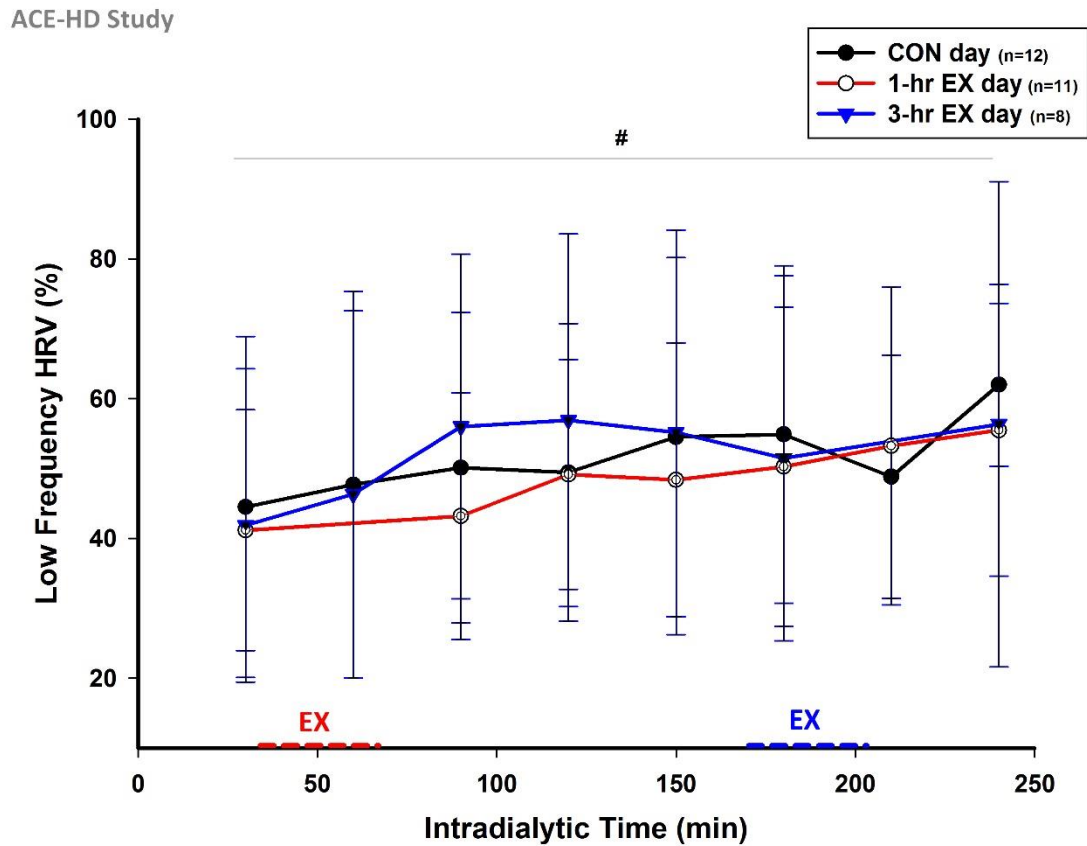 ACE-HD Study
CON day (n=12)
1-hr EX day (n=11)
3-hr EX day (n=8)
#
100
80
60
40
20
Low Frequency HRV (%)
EX
EX
0
50
100
150
200
250
Intradialytic Time (min)